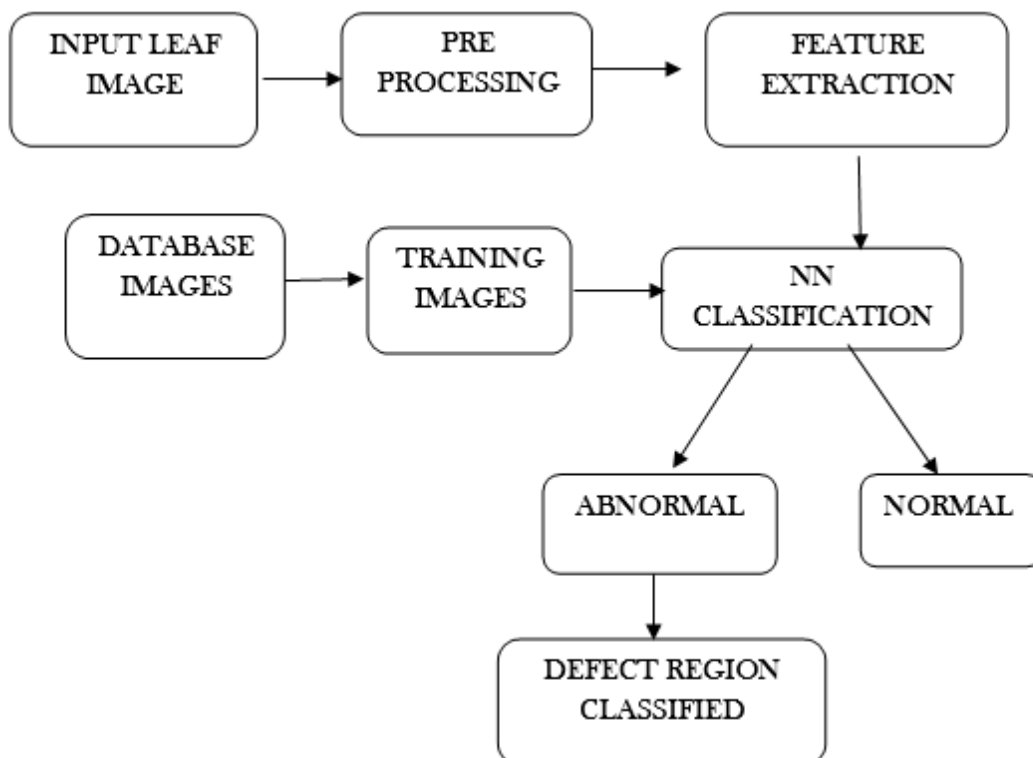 INPUT LEAF
IMAGE
PRE
PROCESSING
FEATURE
EXTRACTION
DATABASE
IMAGES
TRAINING
IMAGES
NN
CLASSIFICATION
ABNORMAL
NORMAL
DEFECT REGION
CLASSIFIED